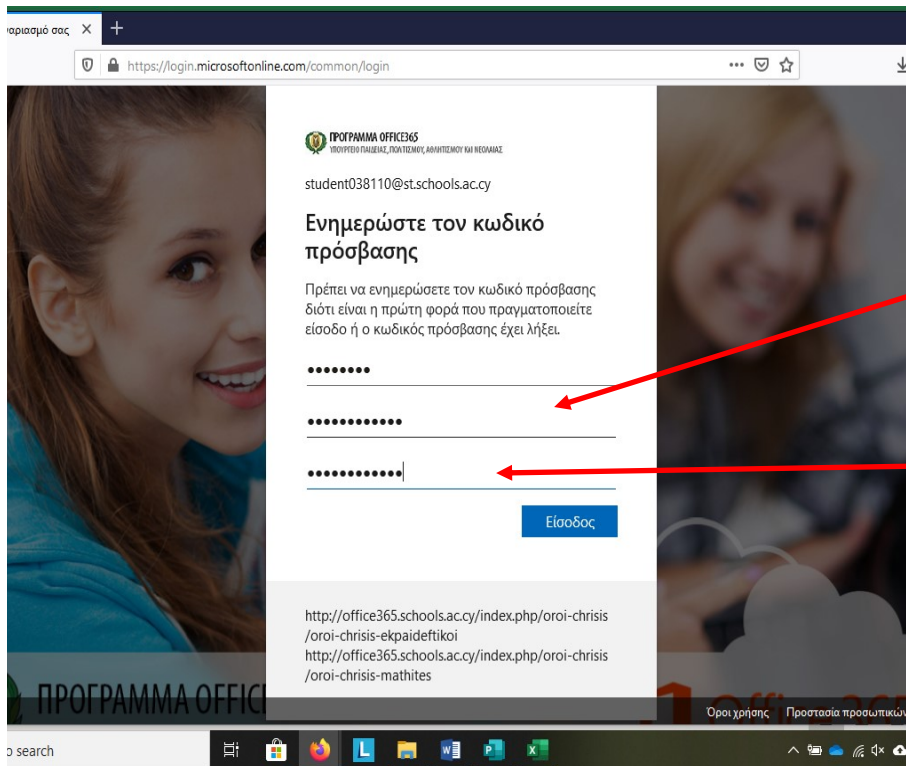 αριασμό σας
https://login.microsoftonline.com/common/login
ΠΡΟΓΡΑΜΜΑ OFFICE365
ΥΠΟΥΡΓΕΙΟ ΠΑΙΔΕΙΑΣ, ΠΟΛΙΤΙΣΜΟΥ, ΑΘΛΗΤΙΣΜΟΥ ΚΑΙ ΝΕΟΛΑΙΑΣ
student038110@st.schools.ac.cy
Ενημερώστε τον κωδικό
πρόσβασης
Πρέπει να ενημερώσετε τον κωδικό πρόσβασης
διότι είναι η πρώτη φορά που πραγματοποιείτε
είσοδο ή ο κωδικός πρόσβασης έχει λήξει.
Είσοδος
http://office365.schools.ac.cy/index.php/oroi-chrisis
/oroi-chrisis-ekpaideftikoi
http://office365.schools.ac.cy/index.php/oroi-chrisis
/oroi-chrisis-mathites
ΠΡΟΓΡΑΜΜΑ OFFIC
Office 365
Όροι χρήσης Προστασία προσωπικών
o search